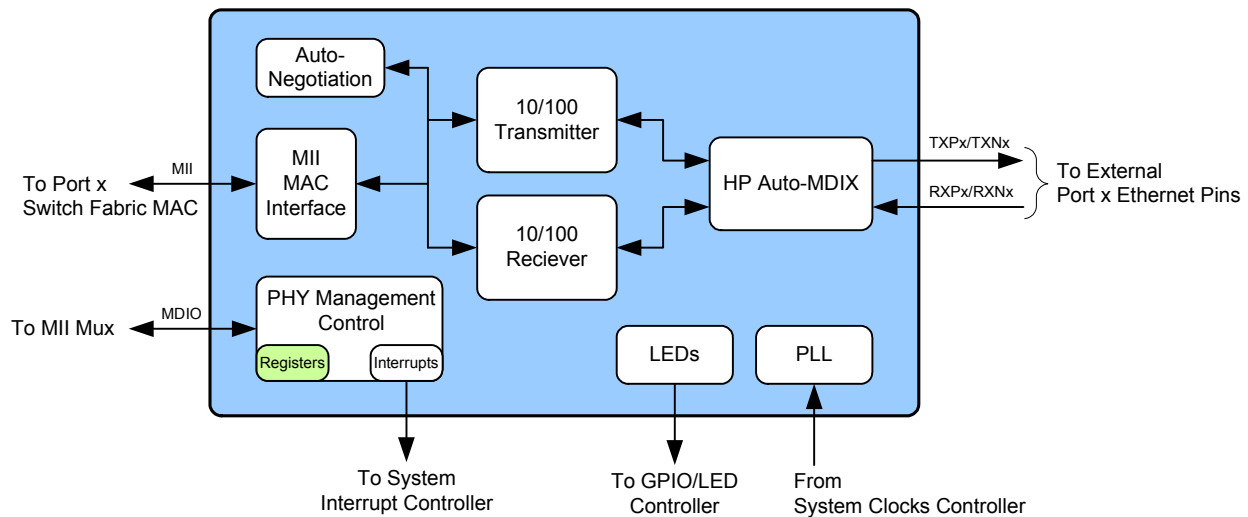 Auto-
Negotiation
10/100
Transmitter
MII
MAC
Interface
HP Auto-MDIX
10/100
Reciever
MII
To Port x
Switch Fabric MAC
TXPx/TXNx
RXPx/RXNx
To External
Port x Ethernet Pins
PHY Management
Control
Registers
Interrupts
MDIO
To MII Mux
LEDs
PLL
To System
Interrupt Controller
To GPIO/LED
Controller
From
System Clocks Controller